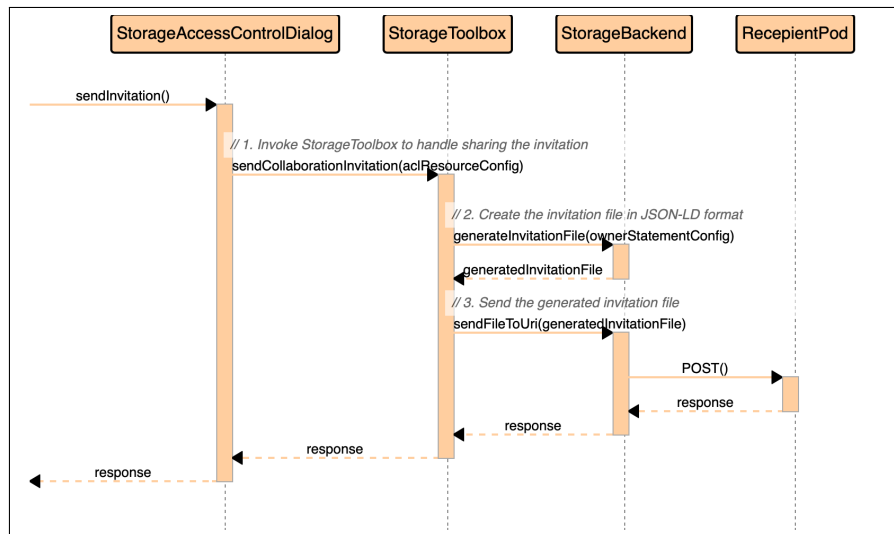 StorageAccessControlDialog StorageToolbox StorageBackend RecepientPod
sendInvitation()
// 1. Invoke StorageToolbox to handle sharing the invitation
sendCollaborationInvitation(aclResourceConfig)
// 2. Create the invitation file in JSON-LD format
generateInvitationFile(ownerStatementConfig)
generatedInvitationFile
// 3. Send the generated invitation file
sendFileToUri(generatedInvitationFile)
POST()
response
response
response
response